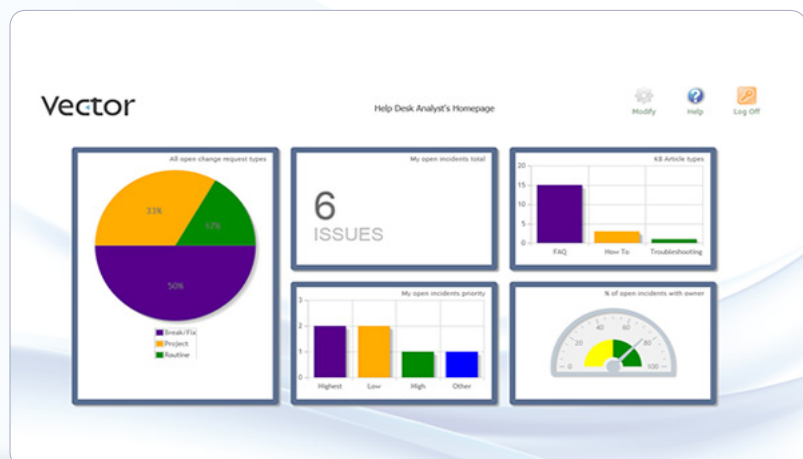 Vector
Help Desk Analyst's Homepage
Modify
Help
Log Off
All open change request types
33%
17%
50%
Break/Fix
Project
Routine
My open incidents total
6
ISSUES
KB Article types
20
15
10
5
0
FAQ
How To
Troubleshooting
My open incidents priority
3
2
1
0
Highest
Low
High
Other
% of open incidents with owner
0
20
40
60
80
100